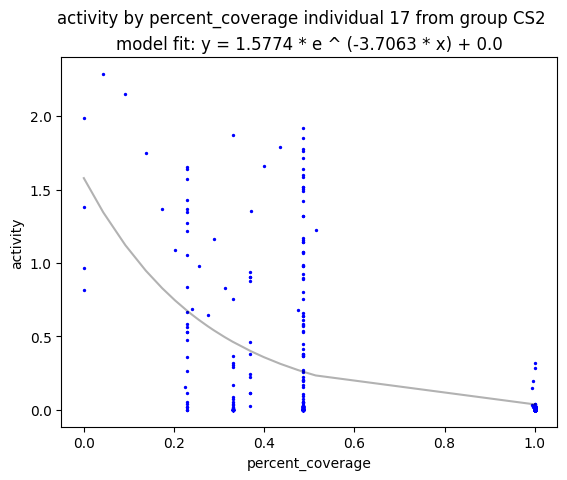 activity by percent_coverage individual 17 from group CS2
model fit: y = 1.5774 * e ^ (-3.7063 * x) + 0.0
2.0
1.5
1.0
0.5
0.0
activity
0.0 0.2 0.4 0.6 0.8 1.0
percent_coverage